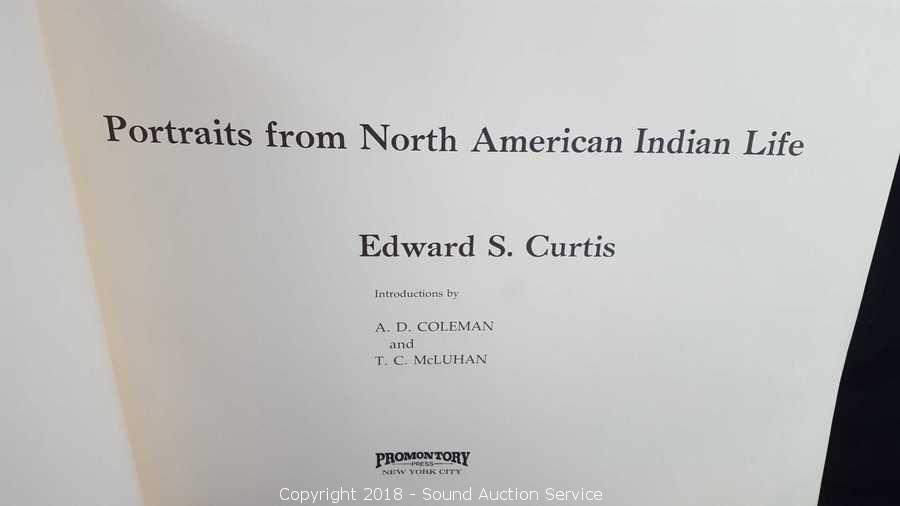 Portraits from North American Indian Life
Edward S. Curtis
Introductions by
A. D. COLEMAN
and
T. C. McLUHAN
PROMONTORY
PRESS
NEW YORK CITY
Copyright 2018 - Sound Auction Service